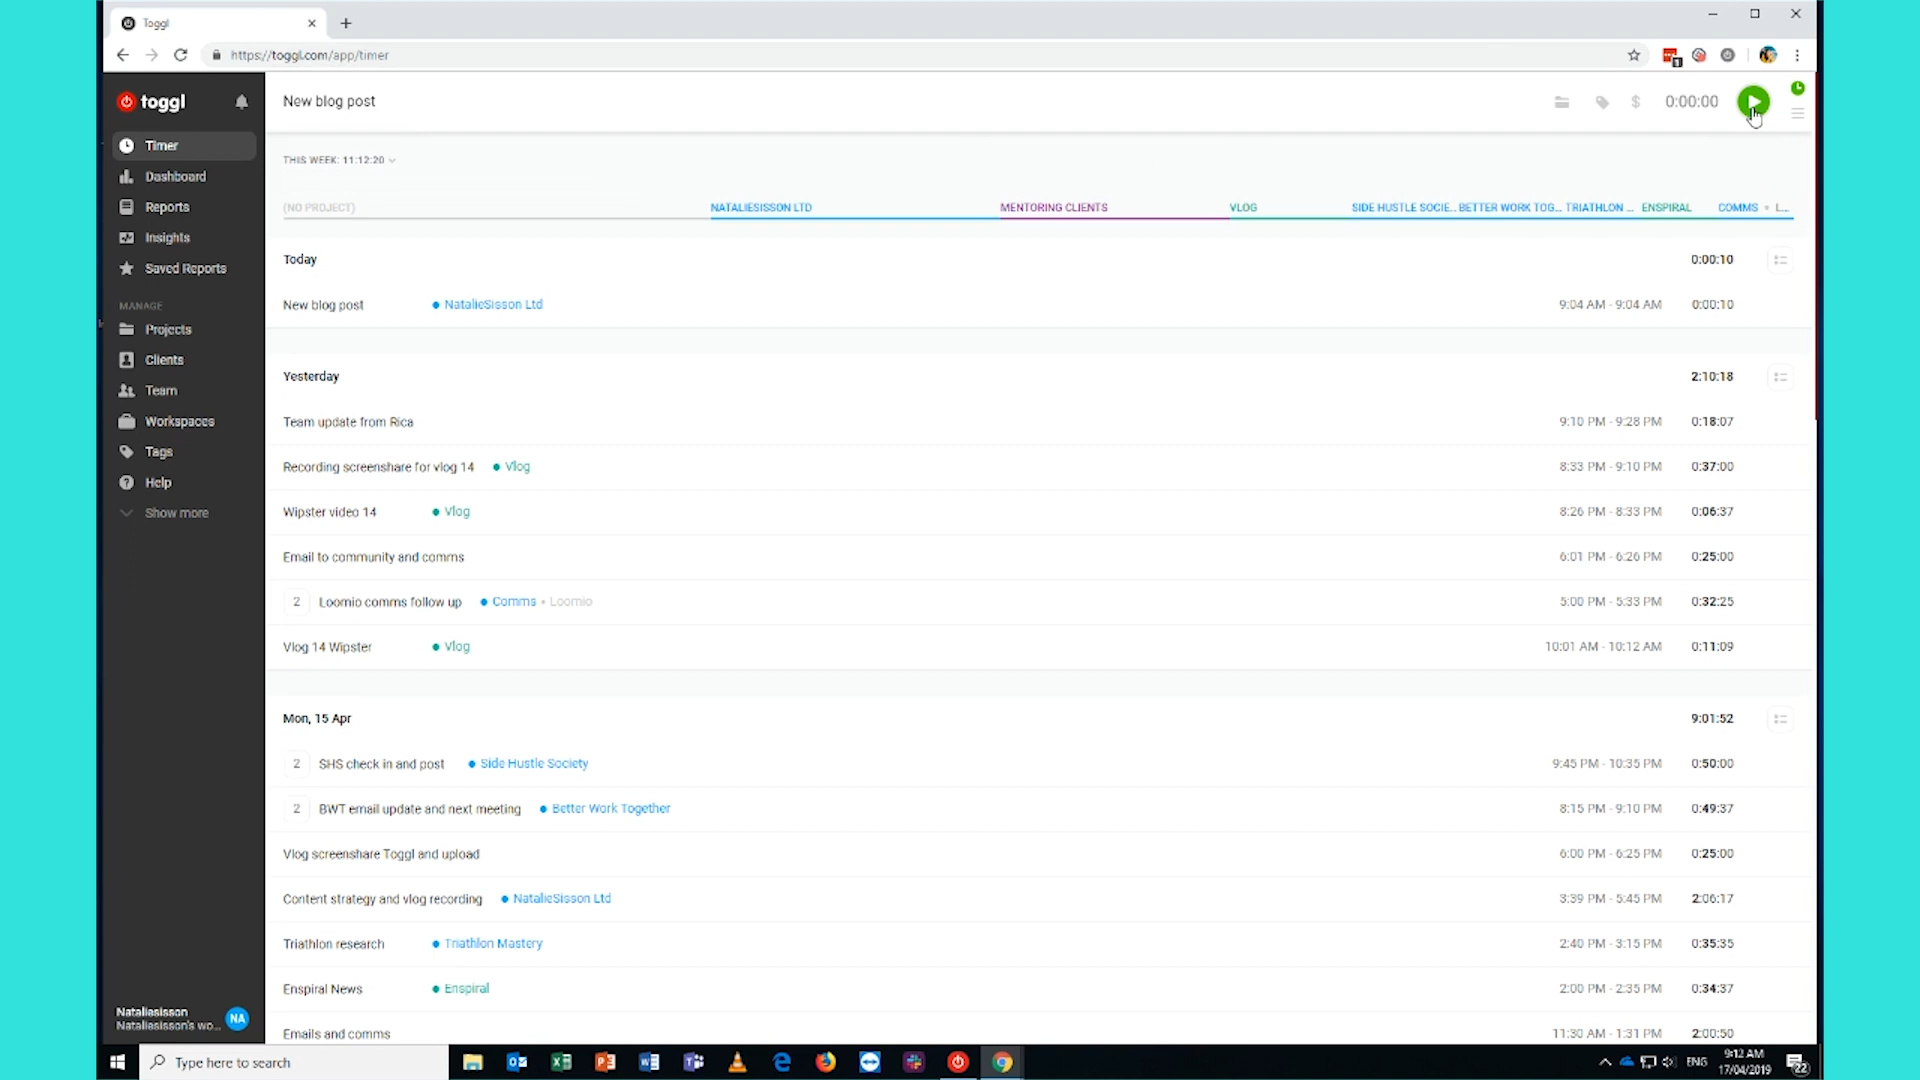 Toggl
https://toggl.com/app/timer
toggl
New blog post
$
0:00:00
Timer
Dashboard
Reports
Insights
Saved Reports
MANAGE
Projects
Clients
Team
Workspaces
Tags
Help
Show more
THIS WEEK: 11:12:20
(NO PROJECT) NATALIESISSON LTD MENTORING CLIENTS VLOG SIDE HUSTLE SOCIE... BETTER WORK TOG... TRIATHLON ... ENSPIRAL COMMS • L...
Today 0:00:10
New blog post NatalieSisson Ltd 9:04 AM - 9:04 AM 0:00:10
Yesterday 2:10:18
Team update from Rica 9:10 PM - 9:28 PM 0:18:07
Recording screenshare for vlog 14 Vlog 8:33 PM - 9:10 PM 0:37:00
Wipster video 14 Vlog 8:26 PM - 8:33 PM 0:06:37
Email to community and comms 6:01 PM - 6:26 PM 0:25:00
2 Loomio comms follow up Comms • Loomio 5:00 PM - 5:33 PM 0:32:25
Vlog 14 Wipster Vlog 10:01 AM - 10:12 AM 0:11:09
Mon, 15 Apr 9:01:52
2 SHS check in and post Side Hustle Society 9:45 PM - 10:35 PM 0:50:00
2 BWT email update and next meeting Better Work Together 8:15 PM - 9:10 PM 0:49:37
Vlog screenshare Toggl and upload 6:00 PM - 6:25 PM 0:25:00
Content strategy and vlog recording NatalieSisson Ltd 3:39 PM - 5:45 PM 2:06:17
Triathlon research Triathlon Mastery 2:40 PM - 3:15 PM 0:35:35
Enspiral News Enspiral 2:00 PM - 2:35 PM 0:34:37
Emails and comms 11:30 AM - 1:31 PM 2:00:50
Nataliesisson
Nataliesisson's wo...
NA
Type here to search
ENG
9:12 AM
17/04/2019
22